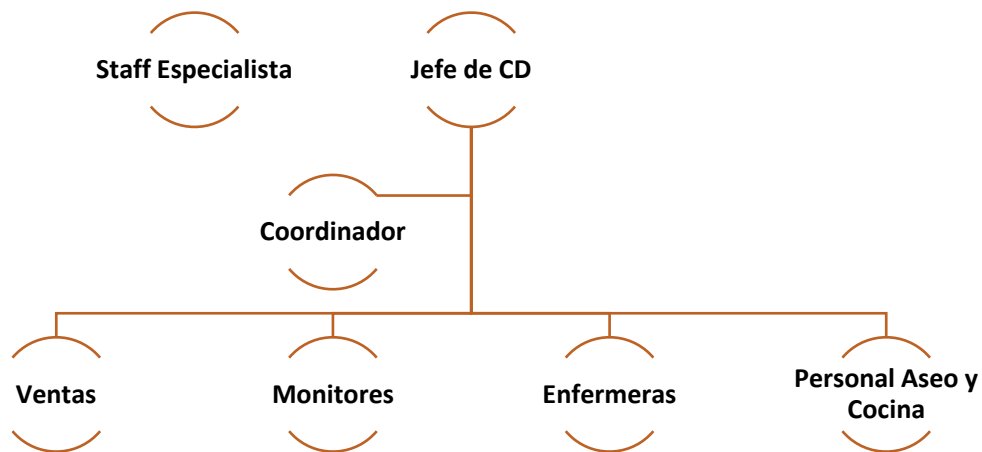 Staff Especialista
Jefe de CD
Coordinador
Ventas
Monitores
Enfermeras
Personal Aseo y
Cocina